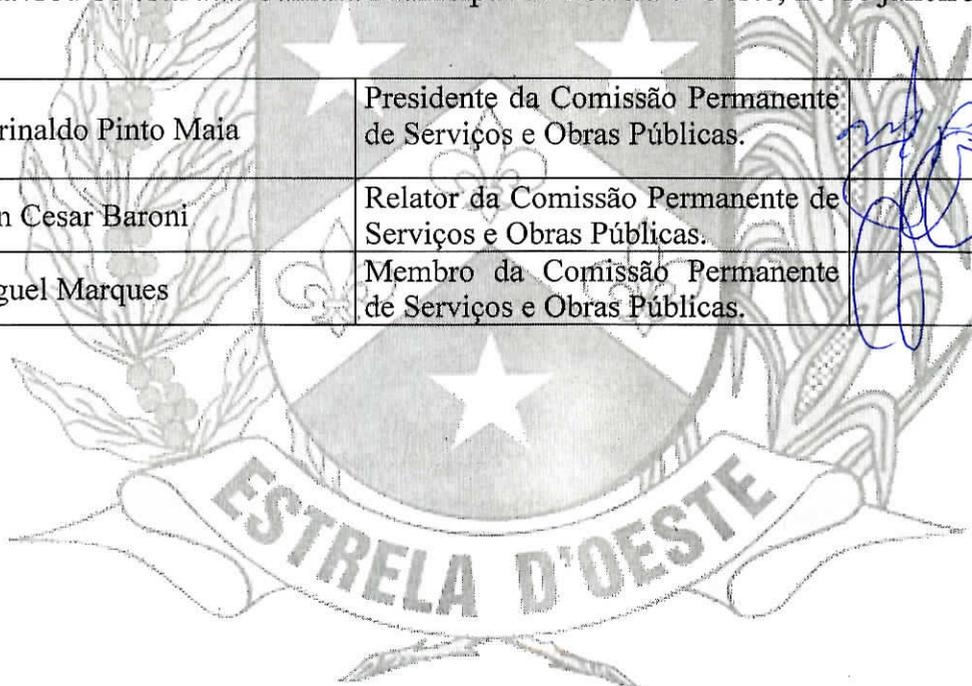 rinaldo Pinto Maia
Presidente da Comissão Permanente
de Serviços e Obras Públicas.
n Cesar Baroni
Relator da Comissão Permanente de
Serviços e Obras Públicas.
guel Marques
Membro da Comissão Permanente
de Serviços e Obras Públicas.
ESTRELA D'OESTE